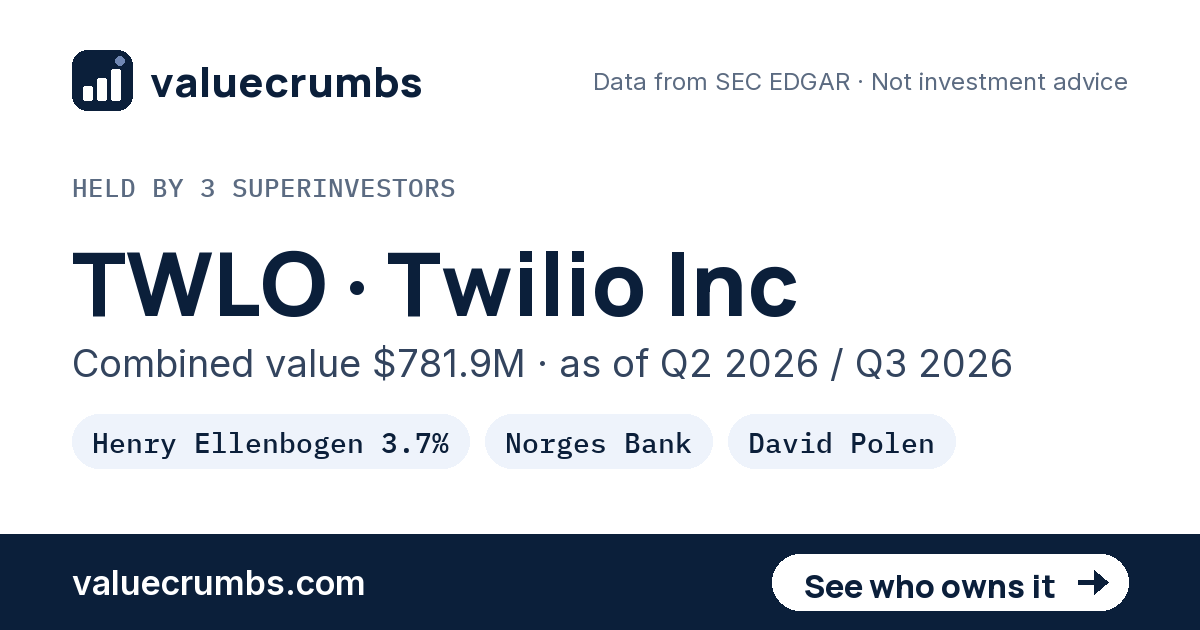 valuecrumbs
Data from SEC EDGAR · Not investment advice
HELD BY 3 SUPERINVESTORS
TWLO · Twilio Inc
Combined value $781.9M · as of Q2 2026 / Q3 2026
Henry Ellenbogen 3.7%
Norges Bank
David Polen
valuecrumbs.com
See who owns it →